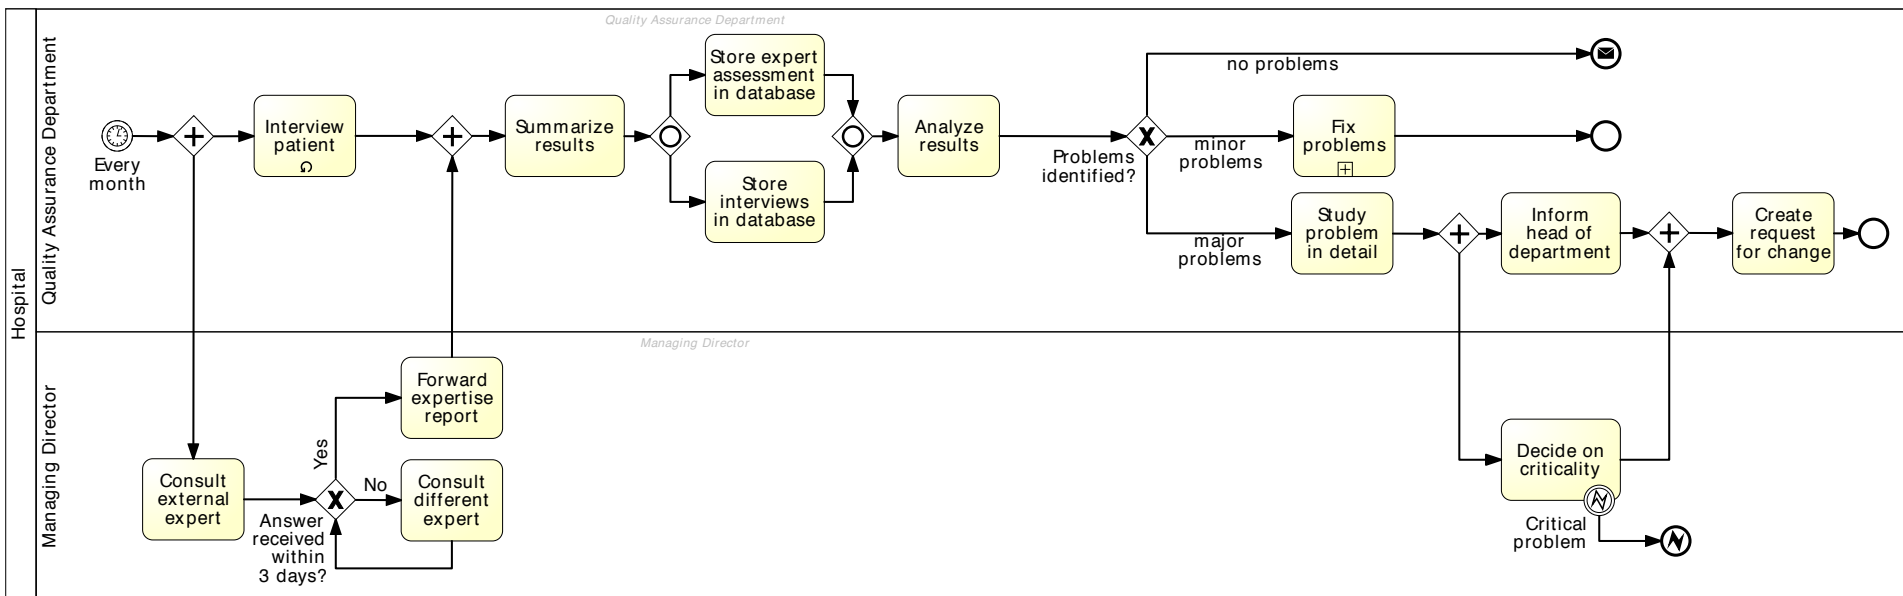 Hospital
Quality Assurance Department
Quality Assurance Department
Every
month
Interview
patient
Summarize
results
Store expert
assessment
in database
Store
interviews
in database
Analyze
results
Problems
identified?
no problems
minor
problems
major
problems
Fix
problems
Study
problem
in detail
Inform
head of
department
Create
request
for change
Managing Director
Managing Director
Consult
external
expert
Answer
received
within
3 days?
Yes
No
Forward
expertise
report
Consult
different
expert
Decide on
criticality
Critical
problem